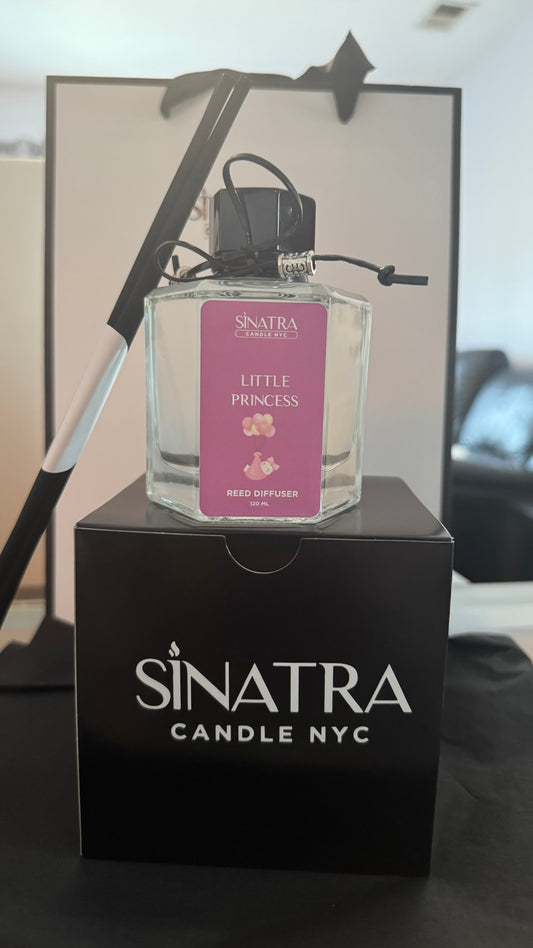 SINATRA
CANDLE NYC
LITTLE
PRINCESS
REED DIFFUSER
120 ML
SINATRA
CANDLE NYC